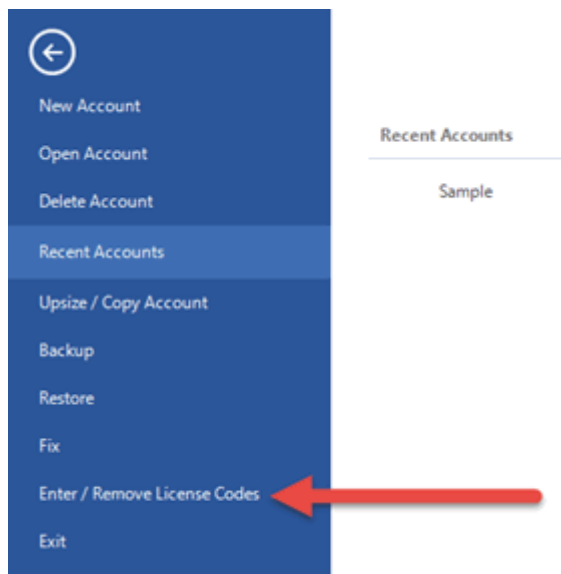 New Account
Open Account
Delete Account
Recent Accounts
Upsize / Copy Account
Backup
Restore
Fix
Enter / Remove License Codes
Exit
Recent Accounts
Sample